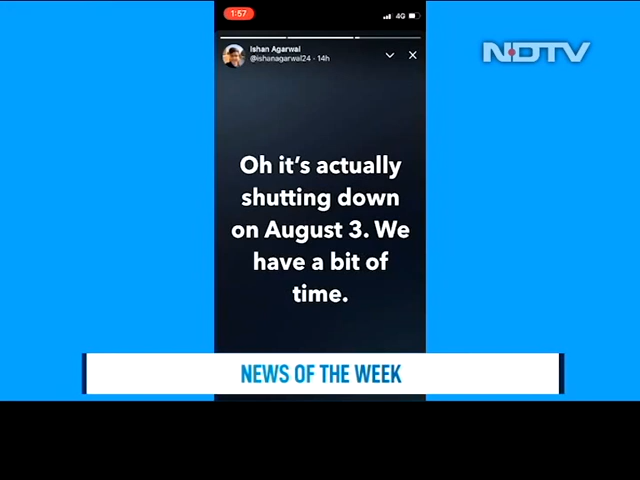 1:57
4G
NDTV
Ishan Agarwal
@ishanagarwal24 · 14h
Oh it's actually
shutting down
on August 3. We
have a bit of
time.
NEWS OF THE WEEK